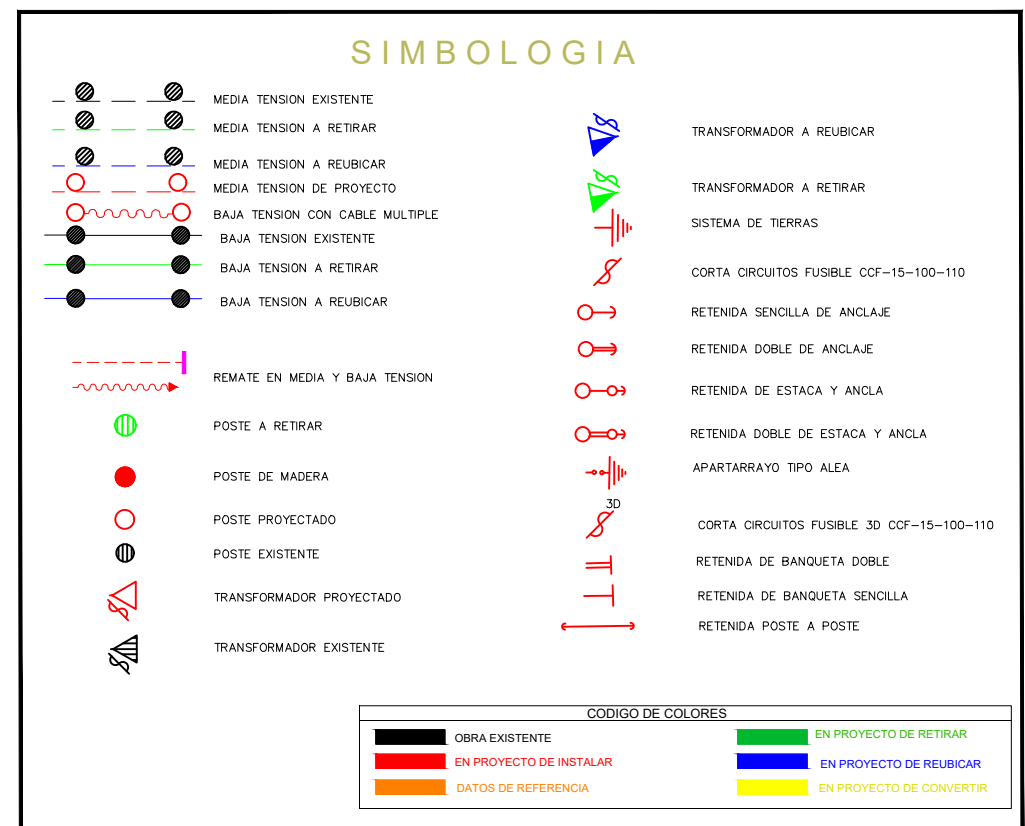 SIMBOLOGIA
MEDIA TENSION EXISTENTE
MEDIA TENSION A RETIRAR
MEDIA TENSION A REUBICAR
MEDIA TENSION DE PROYECTO
BAJA TENSION CON CABLE MULTIPLE
BAJA TENSION EXISTENTE
BAJA TENSION A RETIRAR
BAJA TENSION A REUBICAR
REMATE EN MEDIA Y BAJA TENSION
POSTE A RETIRAR
POSTE DE MADERA
POSTE PROYECTADO
POSTE EXISTENTE
TRANSFORMADOR PROYECTADO
TRANSFORMADOR EXISTENTE
TRANSFORMADOR A REUBICAR
TRANSFORMADOR A RETIRAR
SISTEMA DE TIERRAS
CORTA CIRCUITOS FUSIBLE CCF-15-100-110
RETENIDA SENCILLA DE ANCLAJE
RETENIDA DOBLE DE ANCLAJE
RETENIDA DE ESTACA Y ANCLA
RETENIDA DOBLE DE ESTACA Y ANCLA
APARTARRAYO TIPO ALEA
3D
CORTA CIRCUITOS FUSIBLE 3D CCF-15-100-110
RETENIDA DE BANQUETA DOBLE
RETENIDA DE BANQUETA SENCILLA
RETENIDA POSTE A POSTE
CODIGO DE COLORES
OBRA EXISTENTE
EN PROYECTO DE INSTALAR
DATOS DE REFERENCIA
EN PROYECTO DE RETIRAR
EN PROYECTO DE REUBICAR
EN PROYECTO DE CONVERTIR